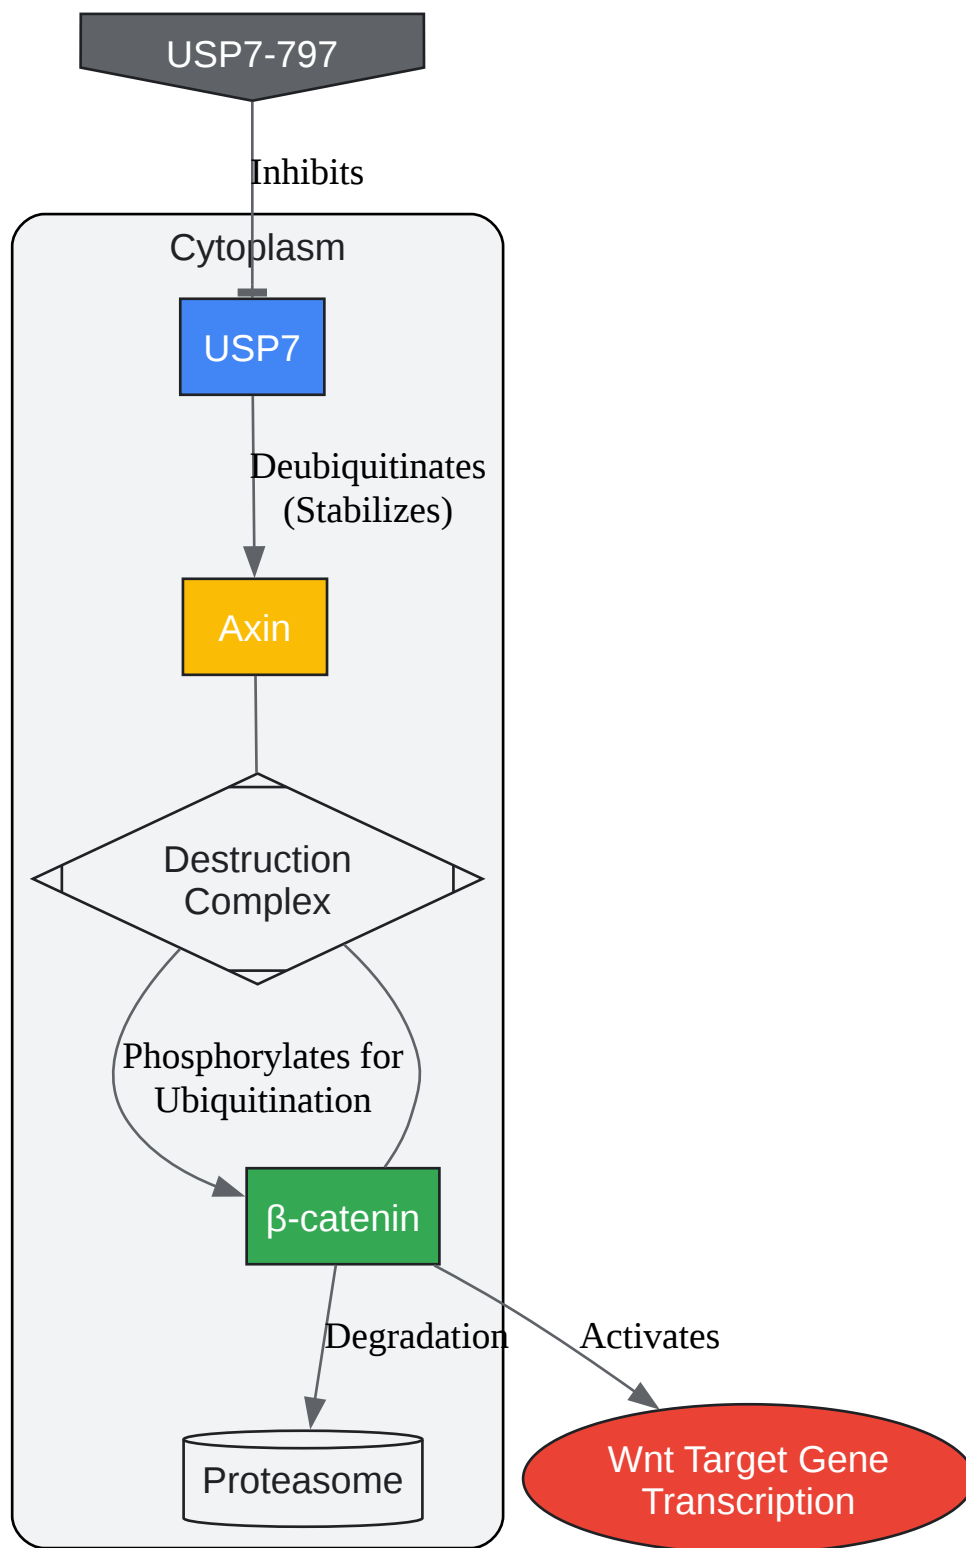 USP7-797
Inhibits
Cytoplasm
USP7
Deubiquitinates
(Stabilizes)
Axin
Destruction
Complex
Phosphorylates for
Ubiquitination
β-catenin
Degradation
Activates
Proteasome
Wnt Target Gene
Transcription